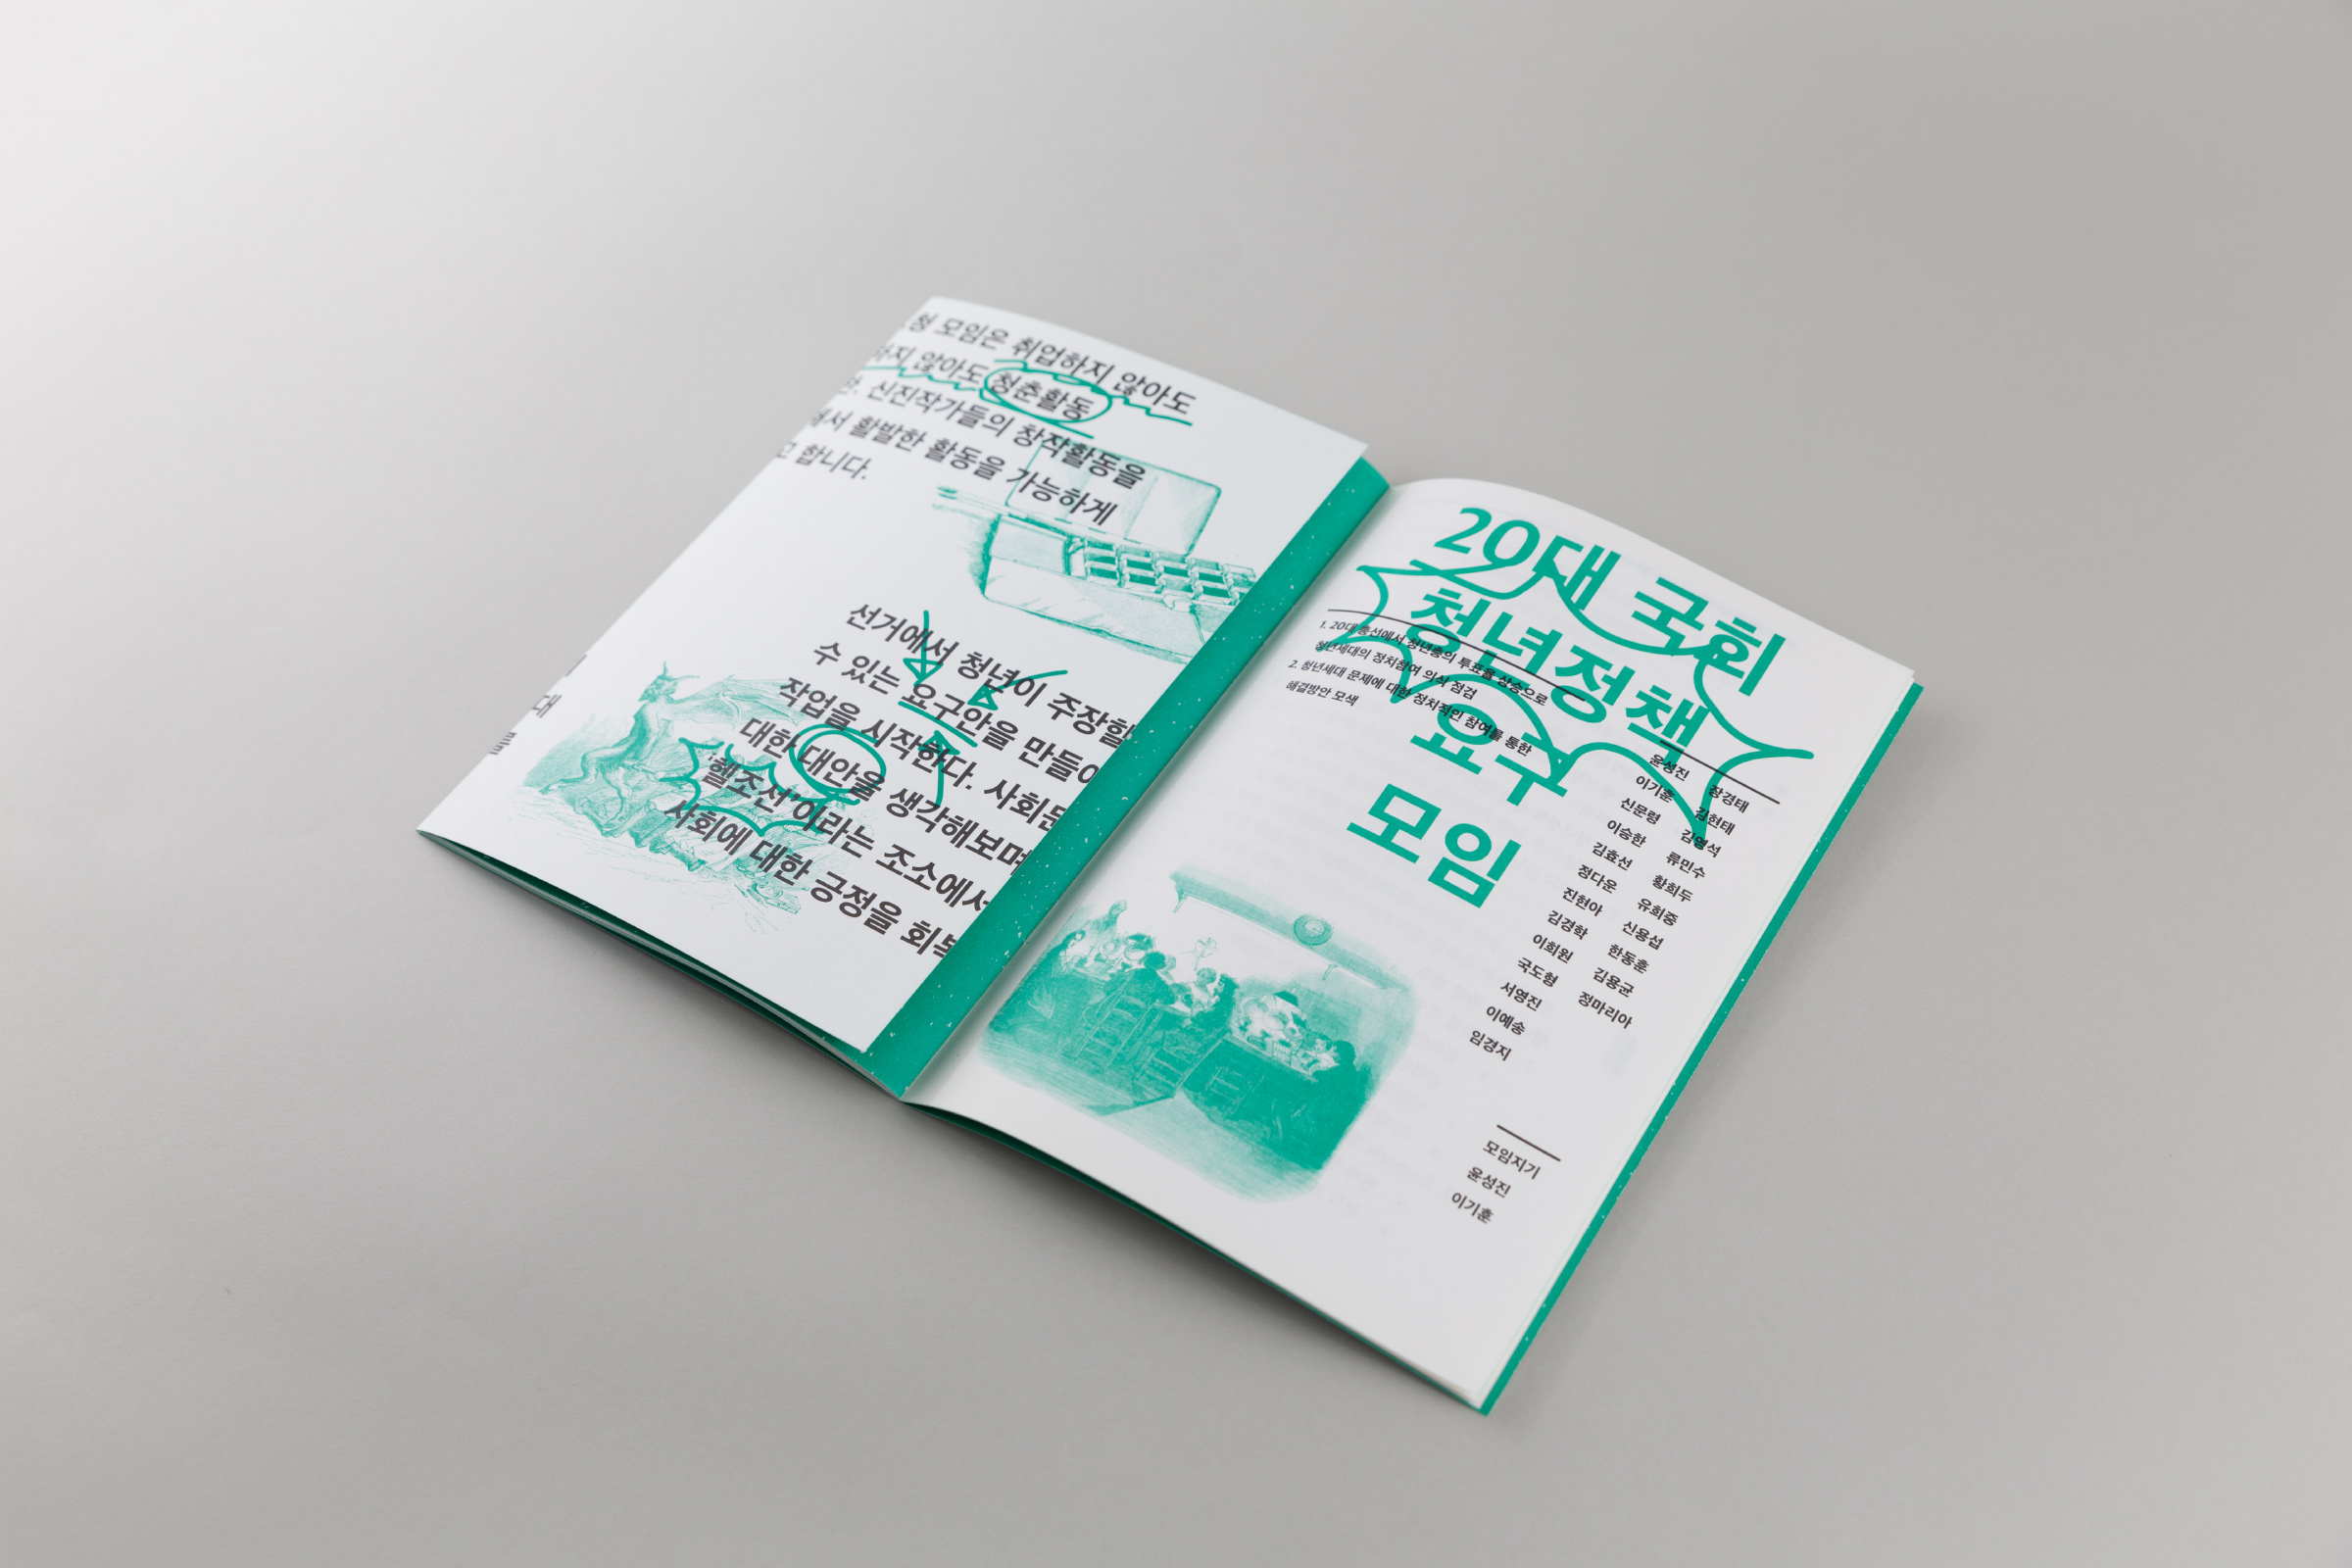 청 모임은 취업하지 않아도
하지 않아도 청춘활동
신진작가들의 창작활동을
에서 활발한 활동을 가능하게
고 합니다.
선거에서 청년이 주장할
수 있는 요구안을 만들어
작업을 시작한다. 사회문
대한 대안을 생각해보며
'헬조선'이라는 조소에서
사회에 대한 긍정을 회복
대
20대 국회
청년정책
요구
모임
1. 20대 총선에서 청년층의 투표율 상승으로
청년세대의 정치참여 의식 점검
2. 청년세대 문제에 대한 정치적인 참여를 통한
해결방안 모색
윤성진
이기훈
신문령
이승한
김효선
정다운
진현아
김경학
이희원
국도형
서영진
이예송
임경지
장경태
김현태
김영석
류민수
황희두
유희중
신용섭
한동훈
김용균
정마리아
모임지기
윤성진
이기훈